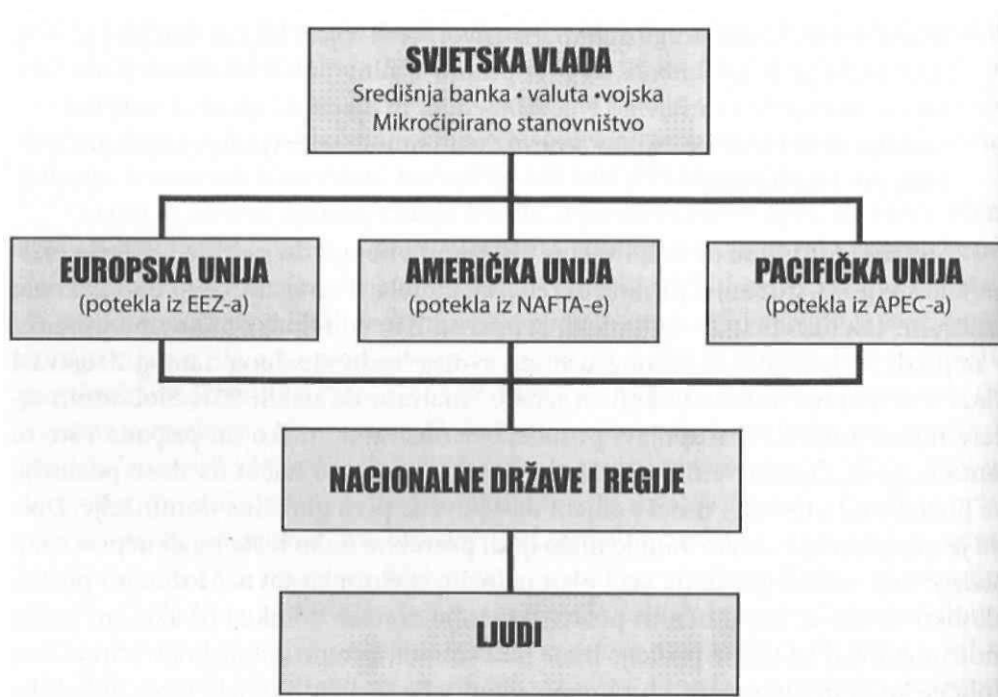 SVJETSKA VLADA
Središnja banka • valuta •vojska
Mikročipirano stanovništvo
EUROPSKA UNIJA
(potekla iz EEZ-a)
AMERIČKA UNIJA
(potekla iz NAFTA-e)
PACIFIČKA UNIJA
(potekla iz APEC-a)
NACIONALNE DRŽAVE I REGIJE
LJUDI